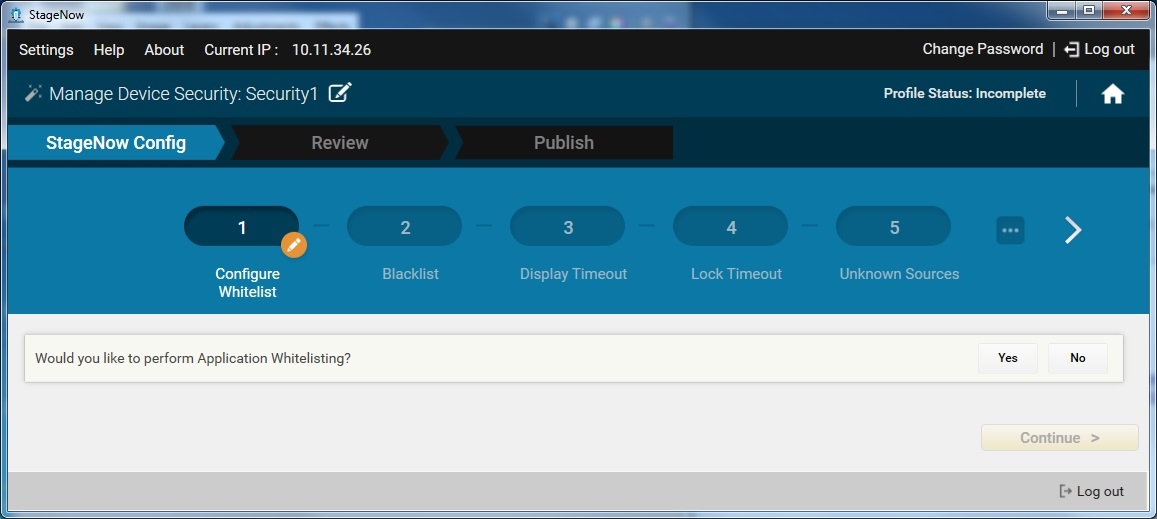 StageNow
Settings Help About Current IP : 10.11.34.26 Change Password | Log out
Manage Device Security: Security1 Profile Status: Incomplete
StageNow Config Review Publish
1 2 3 4 5 ...
Configure Whitelist Blacklist Display Timeout Lock Timeout Unknown Sources
Would you like to perform Application Whitelisting? Yes No
Continue >
Log out